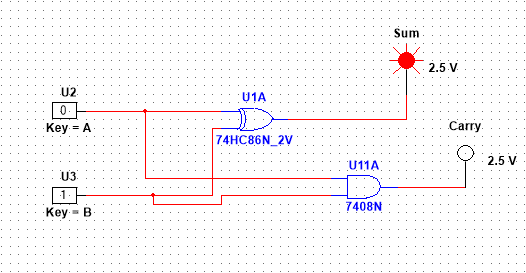 Sum
2.5 V
U2
0
Key = A
U1A
74HC86N_2V
Carry
2.5 V
U3
1
Key = B
U11A
7408N